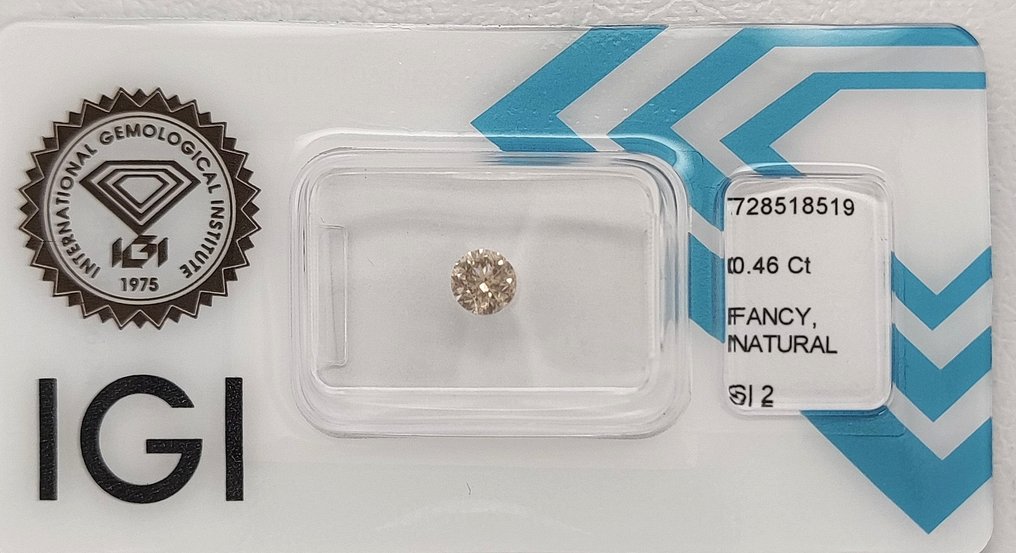 INTERNATIONAL GEMOLOGICAL INSTITUTE
IGI
1975
IGI
728518519
0.46 Ct
FANCY,
NATURAL
SI 2